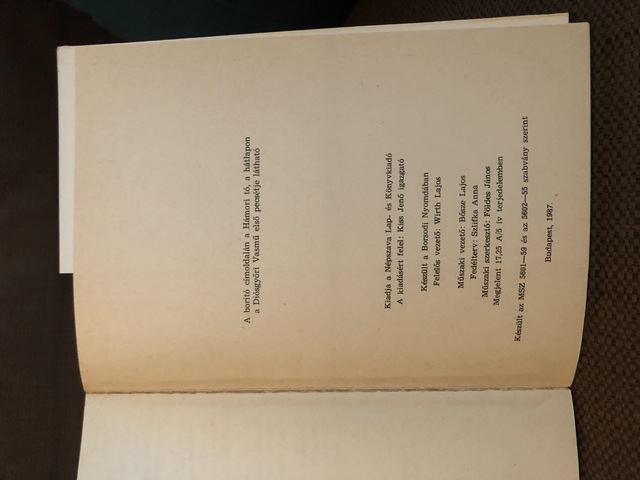 A borító címoldalán a Hámori tó, a hátlapon
a Diósgyőri Vasmű első pecsétje látható
Kiadja a Népszava Lap- és Könyvkiadó
A kiadásért felel: Kiss Jenő igazgató
Készült a Borsodi Nyomdában
Felelős vezető: Wirth Lajos
Műszaki vezető: Bősze Lajos
Fedélterv: Szlifka Anna
Műszaki szerkesztő: Földes János
Megjelent 17,25 A/5 ív terjedelemben
Készült az MSZ 5601—59 és az 5602—55 szabvány szerint
Budapest, 1987.